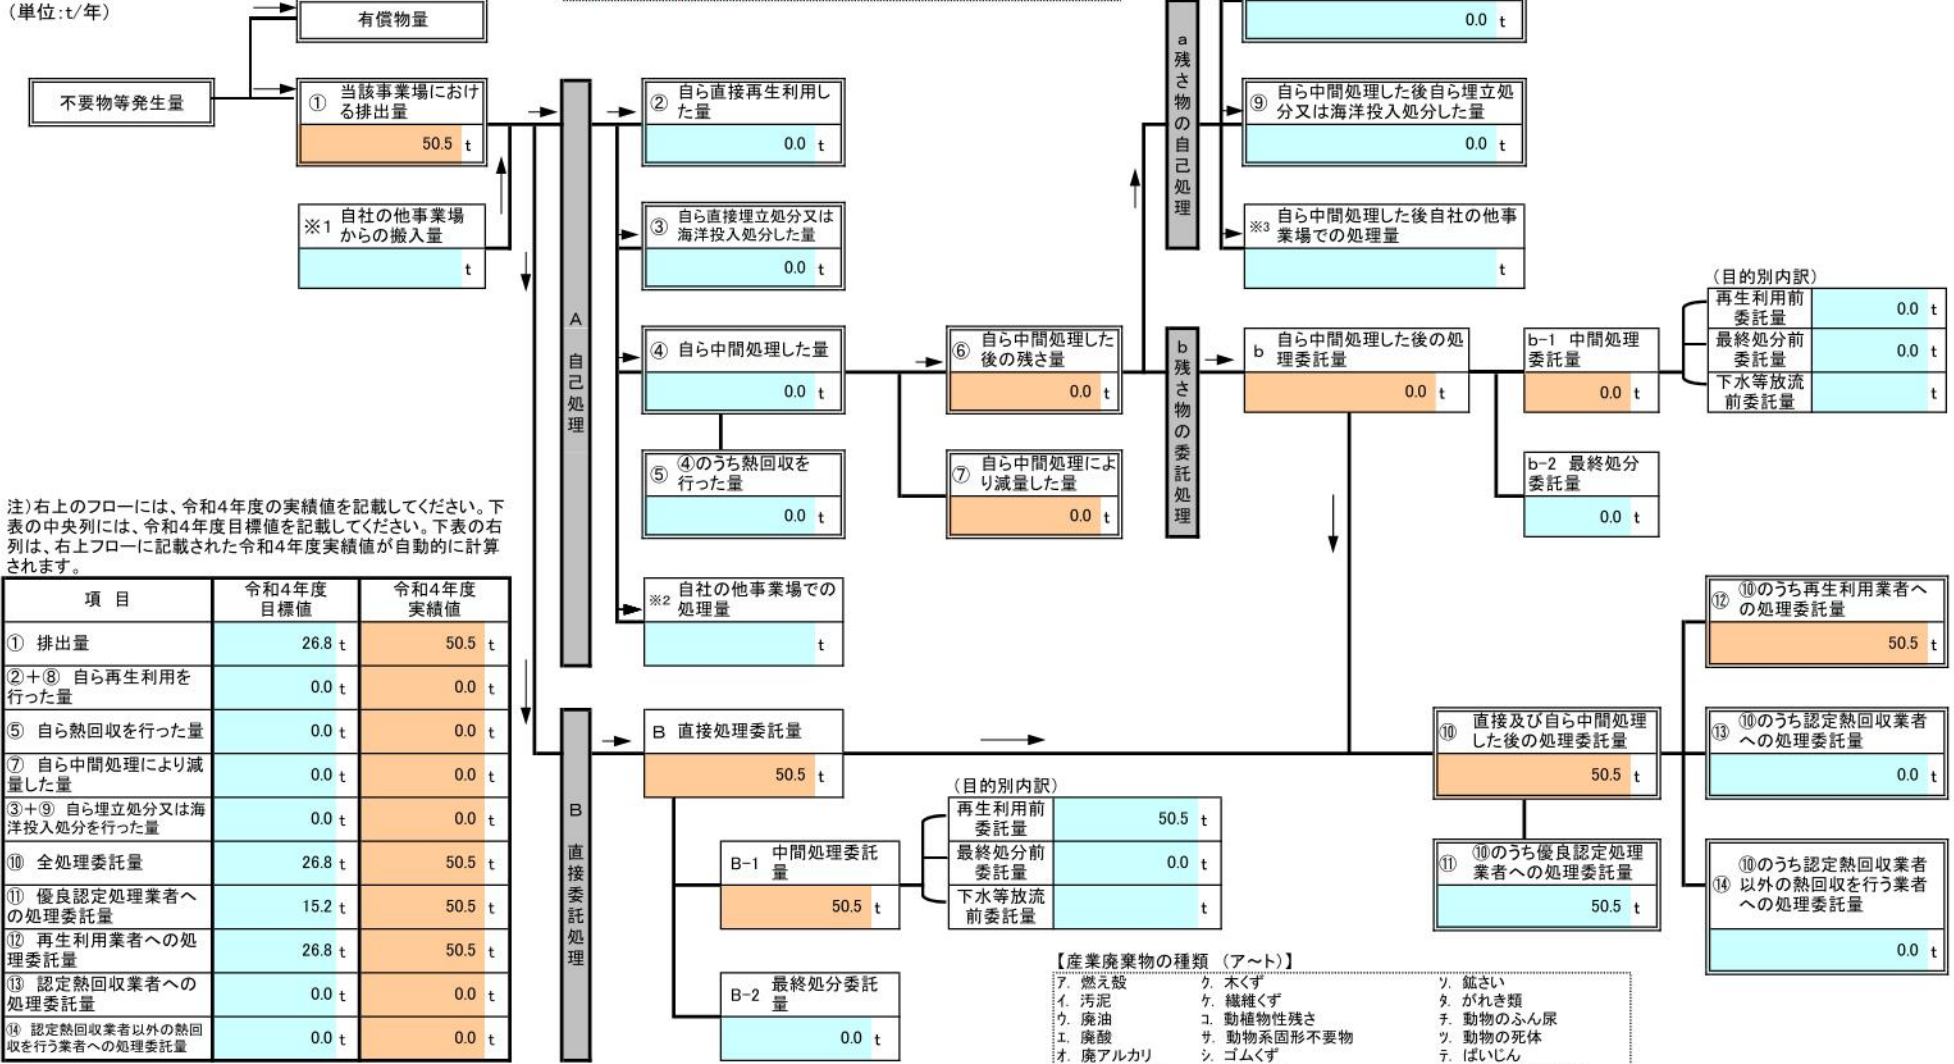 (単位:t/年)
有償物量
不要物等発生量
① 当該事業場におけ
る排出量
50.5 t
※1 自社の他事業場
からの搬入量
t
A 自己処理
② 自ら直接再生利用し
た量
0.0 t
③ 自ら直接埋立処分又は
海洋投入処分した量
0.0 t
④ 自ら中間処理した量
0.0 t
⑤ ④のうち熱回収を
行った量
0.0 t
※2 自社の他事業場での
処理量
t
⑥ 自ら中間処理した
後の残さ量
0.0 t
⑦ 自ら中間処理によ
り減量した量
0.0 t
a 残さ物の自己処理
0.0 t
⑨ 自ら中間処理した後自ら埋立処
分又は海洋投入処分した量
0.0 t
※3 自ら中間処理した後自社の他事
業場での処理量
t
b 残さ物の委託処理
b 自ら中間処理した後の処
理委託量
0.0 t
b-1 中間処理
委託量
0.0 t
(目的別内訳)
再生利用前
委託量
0.0 t
最終処分前
委託量
0.0 t
下水等放流
前委託量
t
b-2 最終処分
委託量
0.0 t
注)右上のフローには、令和4年度の実績値を記載してください。下
表の中央列には、令和4年度目標値を記載してください。下表の右
列は、右上フローに記載された令和4年度実績値が自動的に計算
されます。
項 目 令和4年度 令和4年度
目標値 実績値
① 排出量 26.8 t 50.5 t
②+⑧ 自ら再生利用を
行った量 0.0 t 0.0 t
⑤ 自ら熱回収を行った量 0.0 t 0.0 t
⑦ 自ら中間処理により減
量した量 0.0 t 0.0 t
③+⑨ 自ら埋立処分又は海
洋投入処分を行った量 0.0 t 0.0 t
⑩ 全処理委託量 26.8 t 50.5 t
⑪ 優良認定処理業者へ
の処理委託量 15.2 t 50.5 t
⑫ 再生利用業者への処
理委託量 26.8 t 50.5 t
⑬ 認定熱回収業者への
処理委託量 0.0 t 0.0 t
⑭ 認定熱回収業者以外の熱回
収を行う業者への処理委託量 0.0 t 0.0 t
B 直接委託処理
B 直接処理委託量
50.5 t
B-1 中間処理委託
量
50.5 t
(目的別内訳)
再生利用前
委託量
50.5 t
最終処分前
委託量
0.0 t
下水等放流
前委託量
t
B-2 最終処分委託
量
0.0 t
⑩ 直接及び自ら中間処理
した後の処理委託量
50.5 t
⑪ ⑩のうち優良認定処理
業者への処理委託量
50.5 t
⑫ ⑩のうち再生利用業者へ
の処理委託量
50.5 t
⑬ ⑩のうち認定熱回収業者
への処理委託量
0.0 t
⑭ ⑩のうち認定熱回収業者
以外の熱回収を行う業者
への処理委託量
0.0 t
【産業廃棄物の種類 (ア～ト)】
ア. 燃え殻 ク. 木くず ソ. 鉱さい
イ. 汚泥 ケ. 繊維くず タ. がれき類
ウ. 廃油 コ. 動植物性残さ チ. 動物のふん尿
エ. 廃酸 サ. 動物系固形不要物 ツ. 動物の死体
オ. 廃アルカリ シ. ゴムくず テ. ばいじん